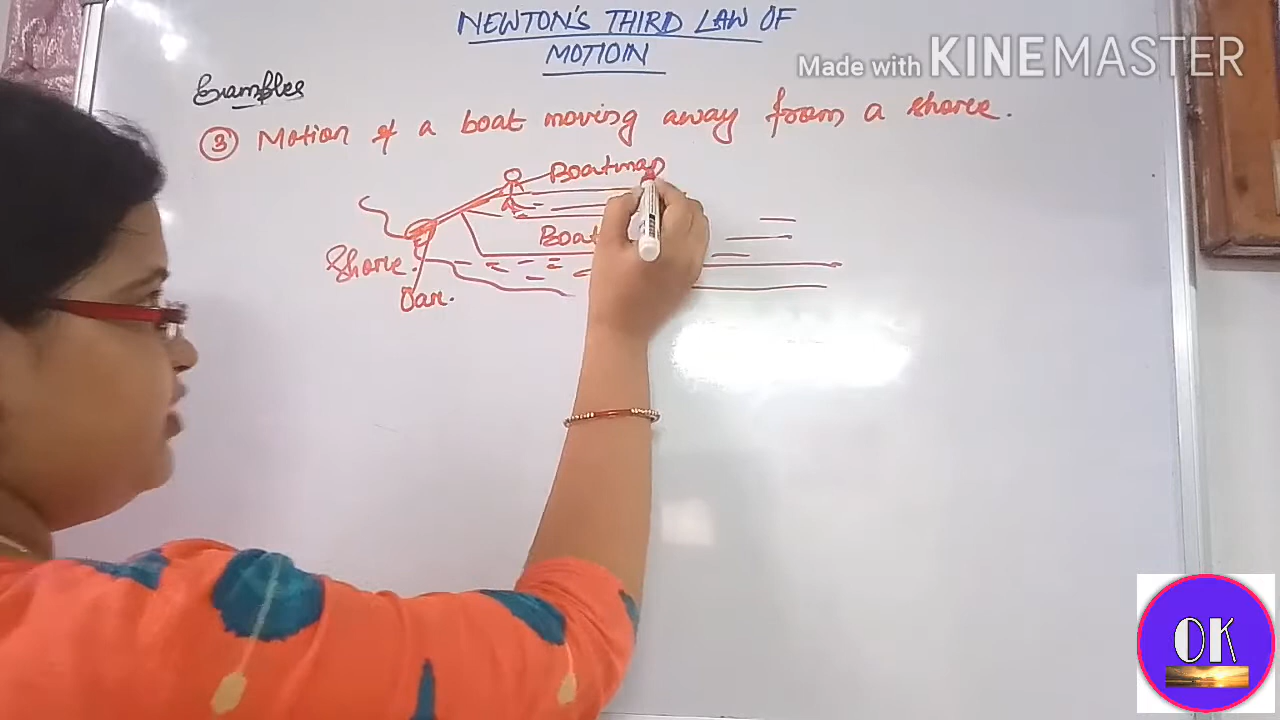 NEWTON'S THIRD LAW OF
MOTIOIN
Made with KINEMASTER
Examples
③ Motion of a boat moving away from a shore.
Boatman
Boat
Shore.
Oar.
OK